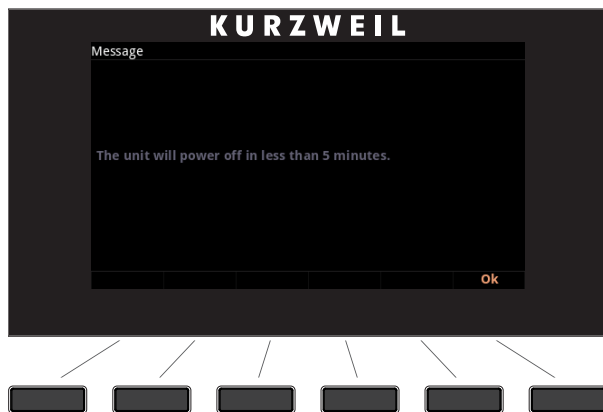 KURZWEIL
Message
The unit will power off in less than 5 minutes.
Ok